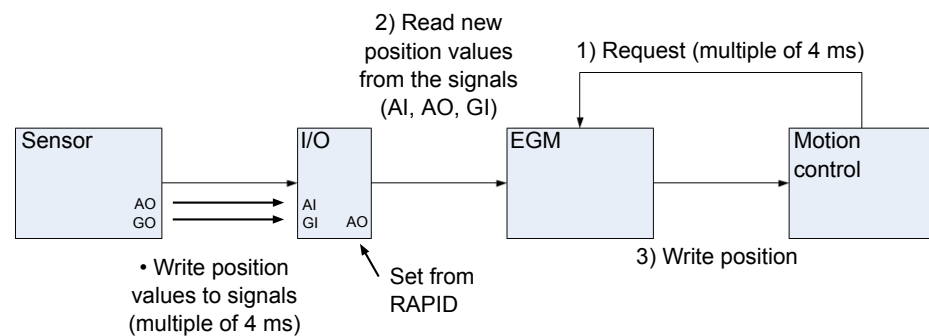 2) Read new
position values
from the signals
(AI, AO, GI)
1) Request (multiple of 4 ms)
Sensor
AO
GO
I/O
AI
GI
AO
EGM
Motion
control
• Write position
values to signals
(multiple of 4 ms)
Set from
RAPID
3) Write position